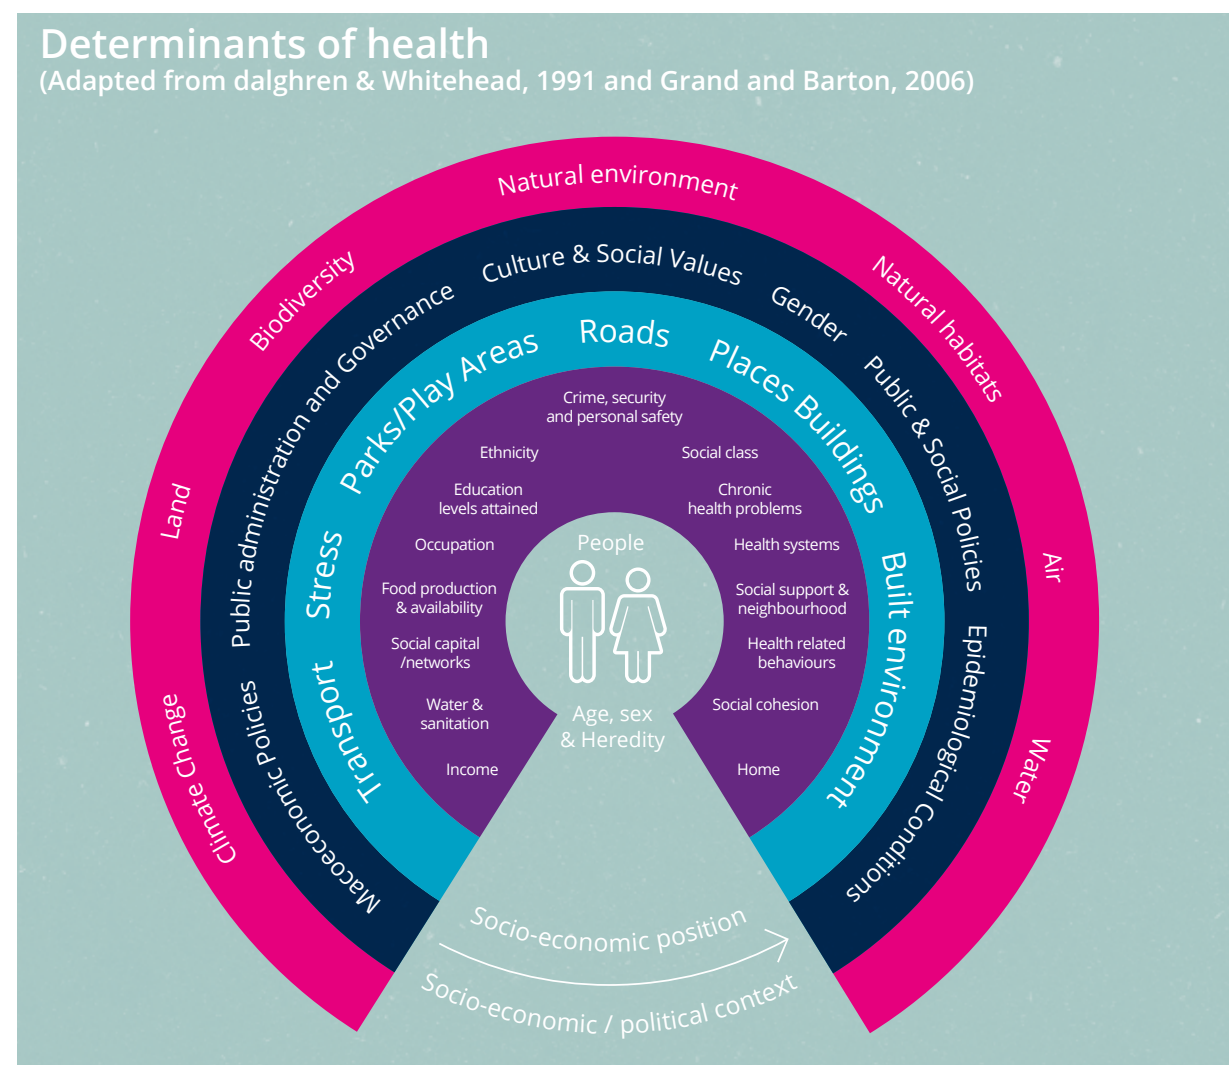 Determinants of health
(Adapted from dalghren & Whitehead, 1991 and Grand and Barton, 2006)
Climate Change
Land
Biodiversity
Natural environment
Natural habitats
Air
Water
Macoeconomic Policies
Public administration and Governance
Culture & Social Values
Gender
Public & Social Policies
Epidemiological Conditions
Transport
Stress
Parks/Play Areas
Roads
Places Buildings
Built environment
Crime, security
and personal safety
Ethnicity
Education
levels attained
Occupation
Food production
& availability
Social capital
/networks
Water &
sanitation
Income
Social class
Chronic
health problems
Health systems
Social support &
neighbourhood
Health related
behaviours
Social cohesion
Home
People
Age, sex
& Heredity
Socio-economic position
Socio-economic / political context